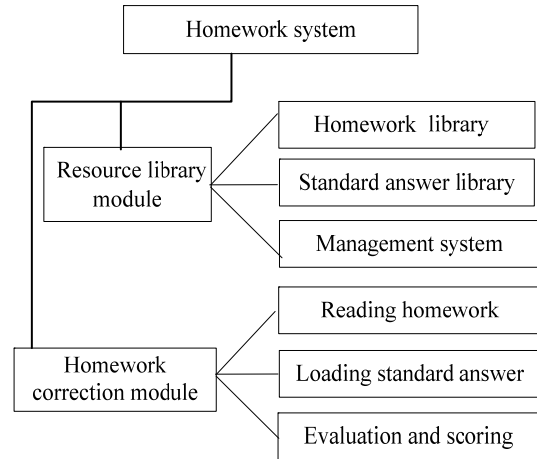 Homework system
Resource library
module
Homework library
Standard answer library
Management system
Homework
correction module
Reading homework
Loading standard answer
Evaluation and scoring